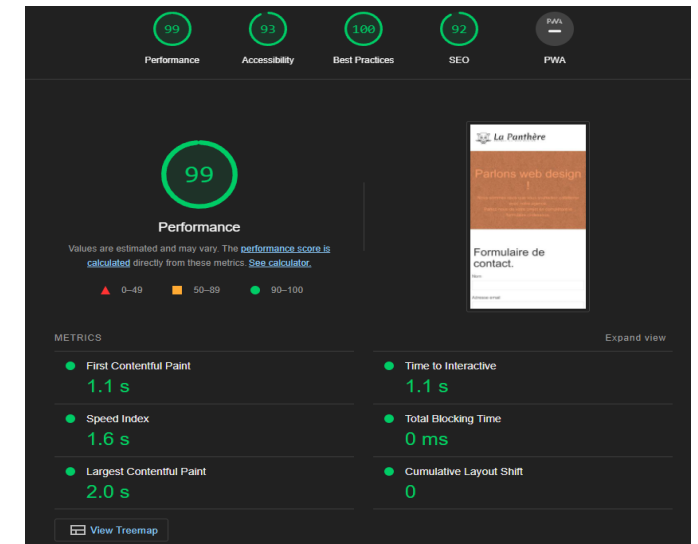 99
93
100
92
PWA
Performance
Accessibility
Best Practices
SEO
PWA
99
Performance
Values are estimated and may vary. The performance score is
calculated directly from these metrics. See calculator.
0–49
50–89
90–100
La Panthère
Parlons web design
!
Formulaire de
contact.
Nom
Adresse email
METRICS
Expand view
First Contentful Paint
1.1 s
Time to Interactive
1.1 s
Speed Index
1.6 s
Total Blocking Time
0 ms
Largest Contentful Paint
2.0 s
Cumulative Layout Shift
0
View Treemap